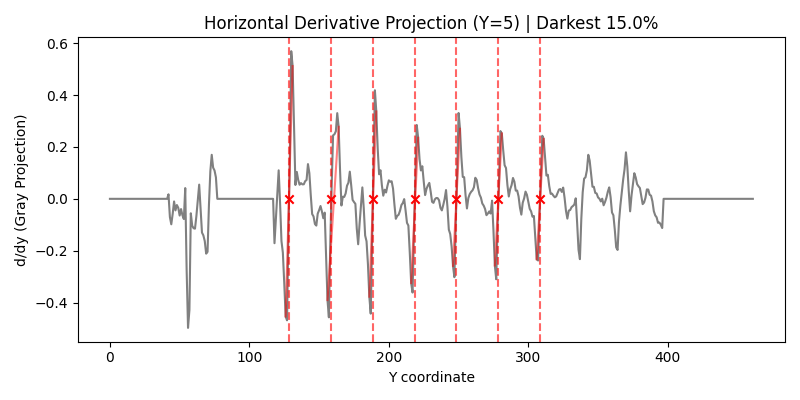 Horizontal Derivative Projection (Y=5) | Darkest 15.0%
d/dy (Gray Projection)
0.6
0.4
0.2
0.0
−0.2
−0.4
0 100 200 300 400
Y coordinate